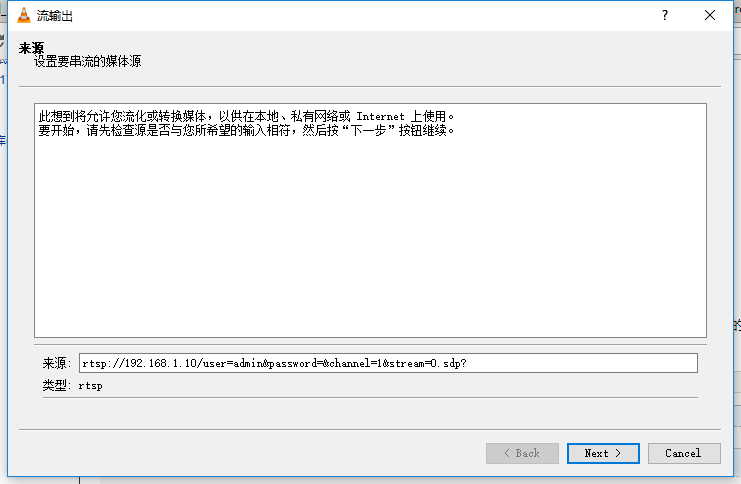 流输出
来源
设置要串流的媒体源
此想到将允许您流化或转换媒体，以供在本地、私有网络或 Internet 上使用。
要开始，请先检查源是否与您所希望的输入相符，然后按“下一步”按钮继续。
来源: rtsp://192.168.1.10/user=admin&password=&channel=1&stream=0.sdp?
类型: rtsp
< Back Next > Cancel